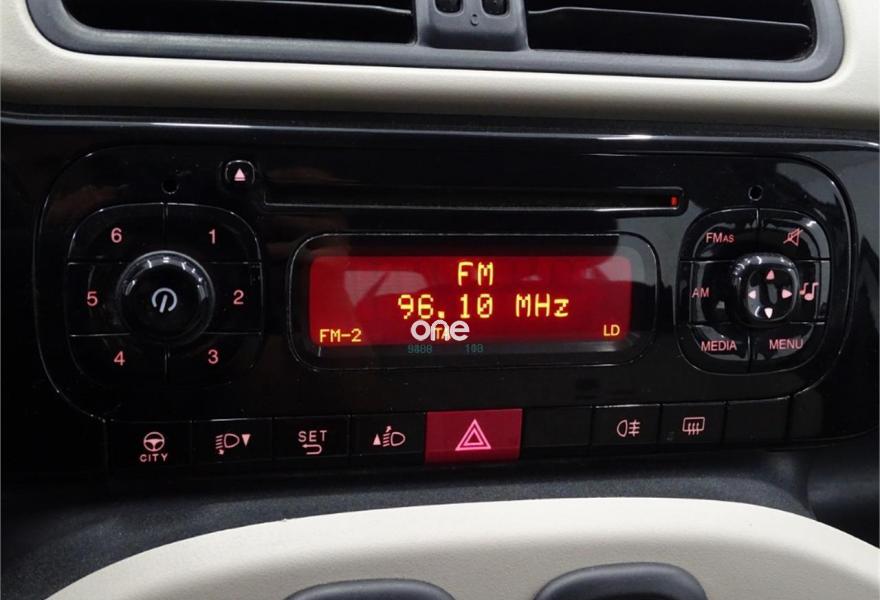 6 1
5 2
4 3
FM
96.10 MHz
FM-2 TA LD
one
FMAS
AM
MEDIA MENU
CITY
SET